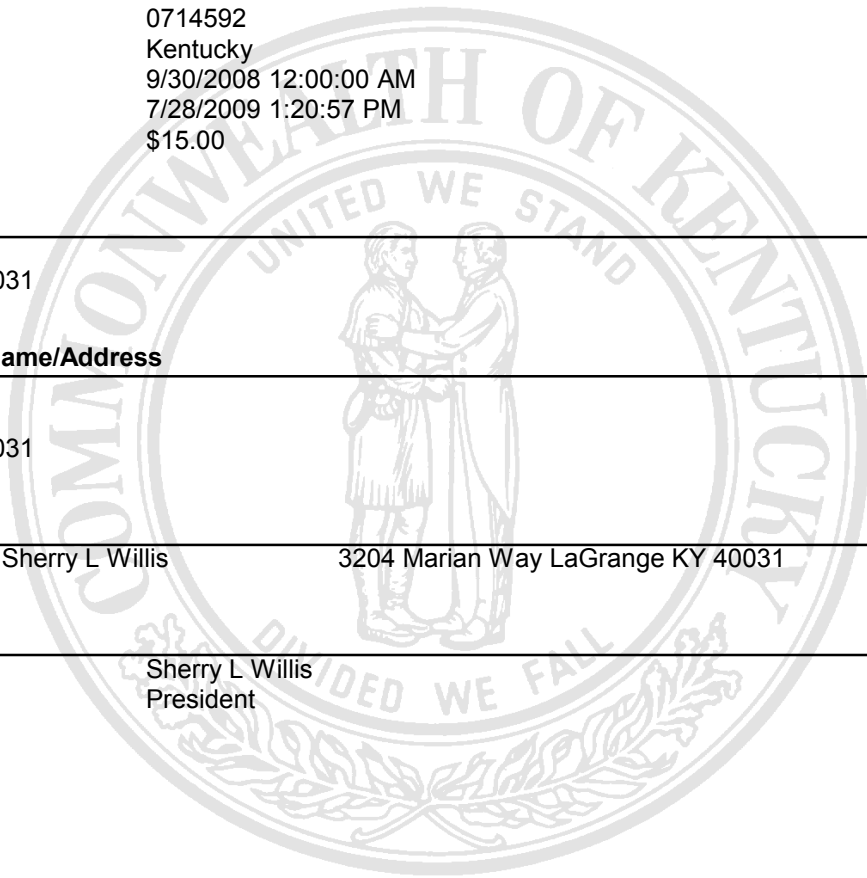 0714592
Kentucky
9/30/2008 12:00:00 AM
7/28/2009 1:20:57 PM
$15.00
031
ame/Address
031
Sherry L Willis 3204 Marian Way LaGrange KY 40031
Sherry L Willis
President
COMMONWEALTH OF KENTUCKY
UNITED WE STAND
DIVIDED WE FALL